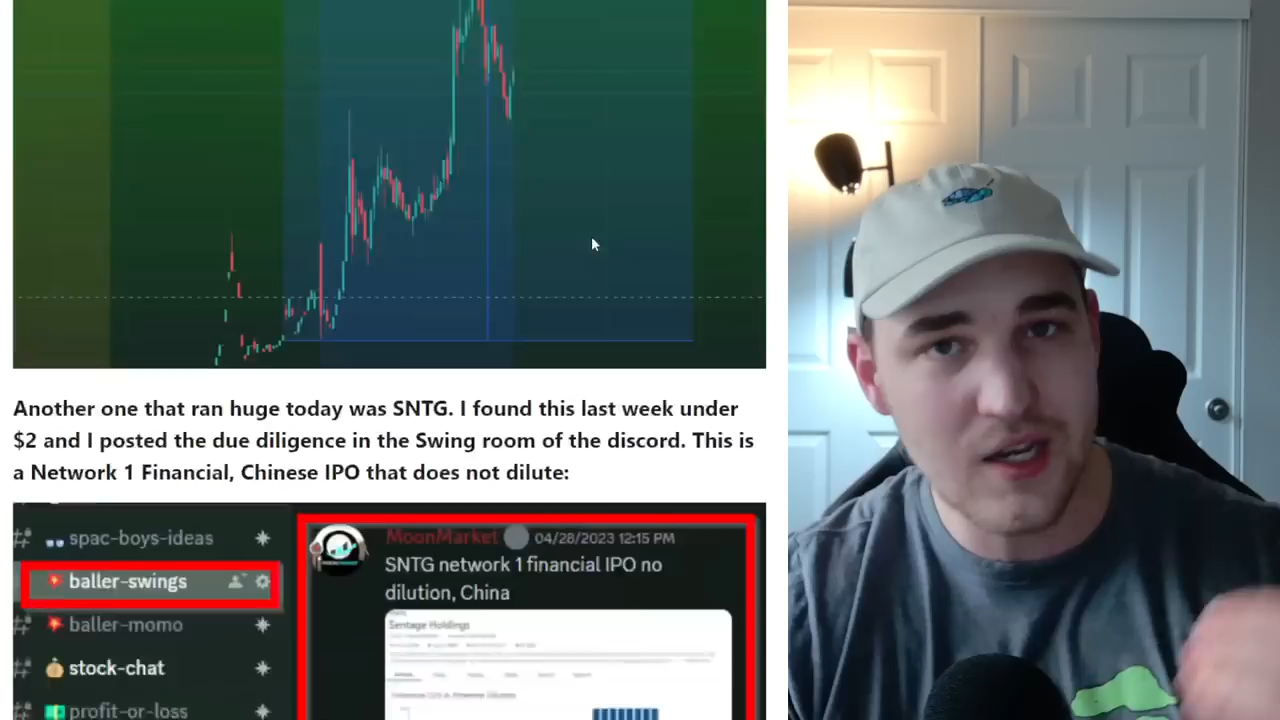 Another one that ran huge today was SNTG. I found this last week under
$2 and I posted the due diligence in the Swing room of the discord. This is
a Network 1 Financial, Chinese IPO that does not dilute:
spac-boys-ideas
baller-swings
baller-momo
stock-chat
profit-or-loss
MoonMarket 04/28/2023 12:15 PM
SNTG network 1 financial IPO no
dilution, China
Sentage Holdings